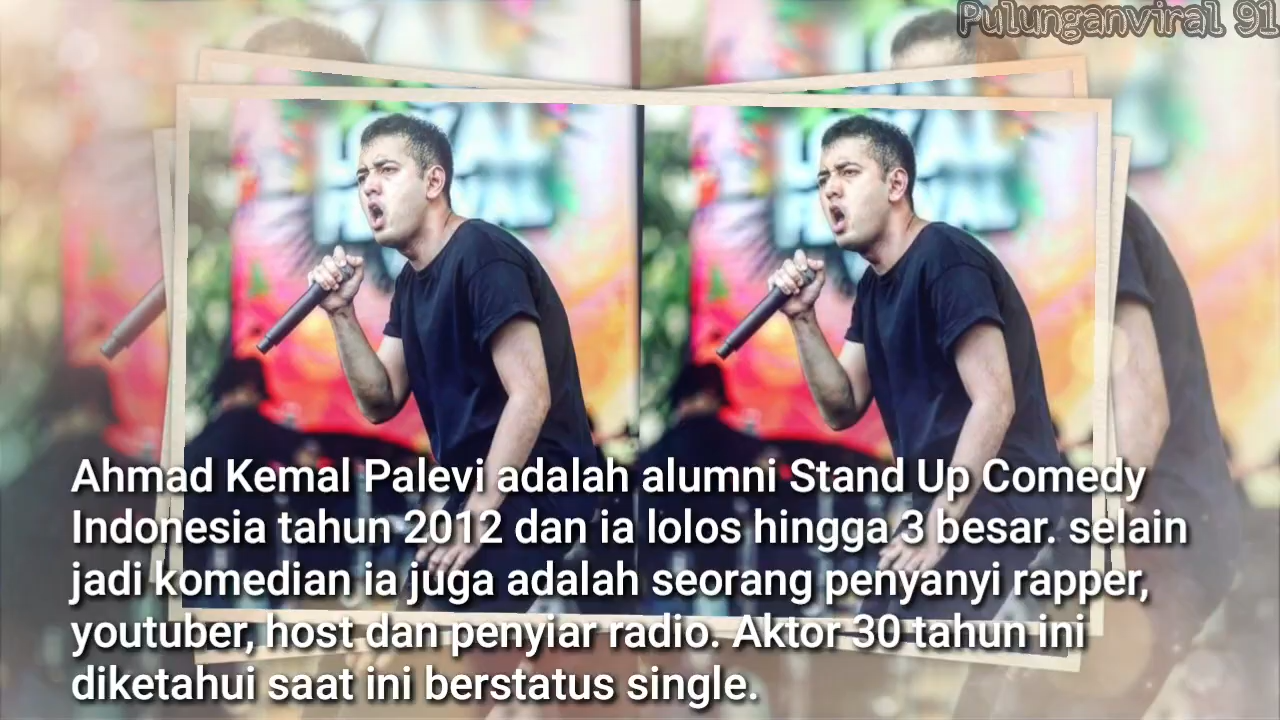 Pulunganviral 91
Ahmad Kemal Palevi adalah alumni Stand Up Comedy
Indonesia tahun 2012 dan ia lolos hingga 3 besar. selain
jadi komedian ia juga adalah seorang penyanyi rapper,
youtuber, host dan penyiar radio. Aktor 30 tahun ini
diketahui saat ini berstatus single.